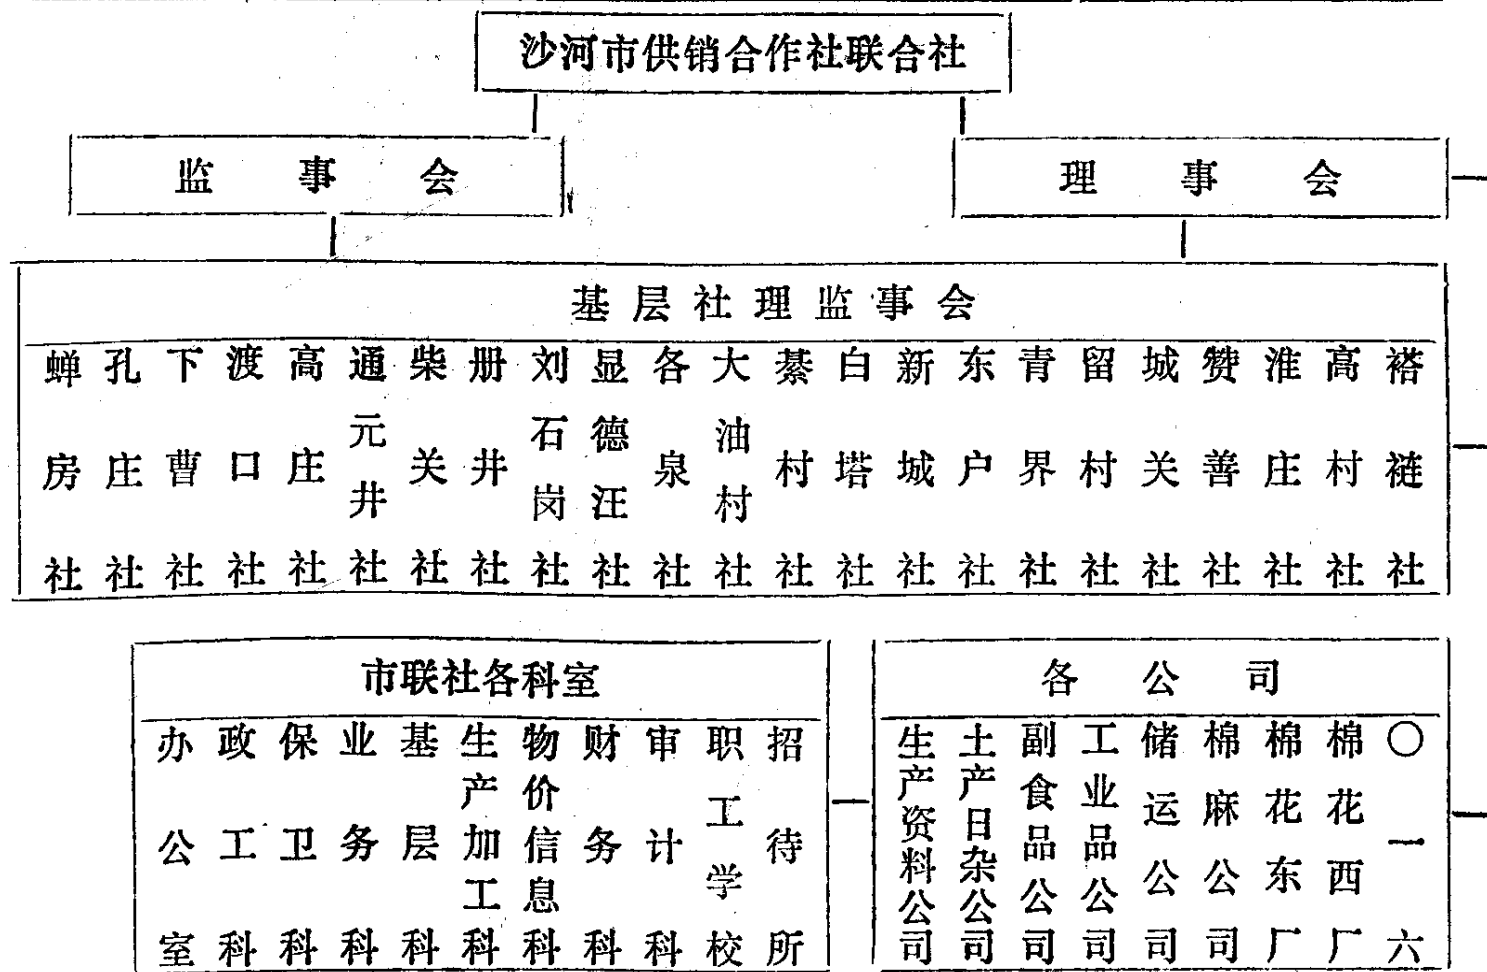 沙河市供销合作社联合社
监事会
理事会
基层社理监事会
蝉房社
孔庄社
下曹社
渡口社
高庄社
通元井社
柴关社
册井社
刘石岗社
显德汪社
各泉社
大油村社
綦村社
白塔社
新城社
东户社
青界社
留村社
城关社
赞善社
淮庄社
高村社
褡裢社
市联社各科室
办公室
政工科
保卫科
业务科
基层科
生产加工科
物价信息科
财务科
审计科
职工学校
招待所
各公司
生产资料公司
土产日杂公司
副食品公司
工业品公司
储运公司
棉麻公司
棉花东厂
棉花西厂
〇一六